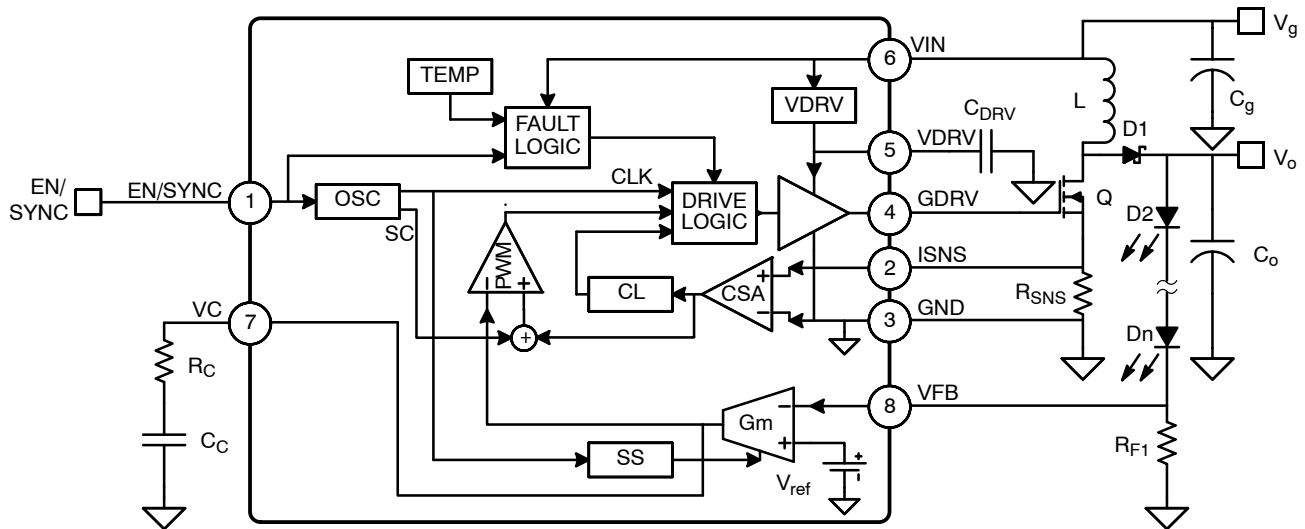 VIN
6
V_g
TEMP
VDRV
C_DRV
L
C_g
FAULT
LOGIC
VDRV
5
D1
V_o
EN/
SYNC
EN/SYNC
1
OSC
CLK
DRIVE
LOGIC
4
GDRV
Q
D2
SC
PWM
− +
2
ISNS
C_o
CL
CSA
+
−
R_SNS
VC
7
+
3
GND
Dn
R_C
8
VFB
Gm
−
+
C_C
SS
V_ref
+
R_F1